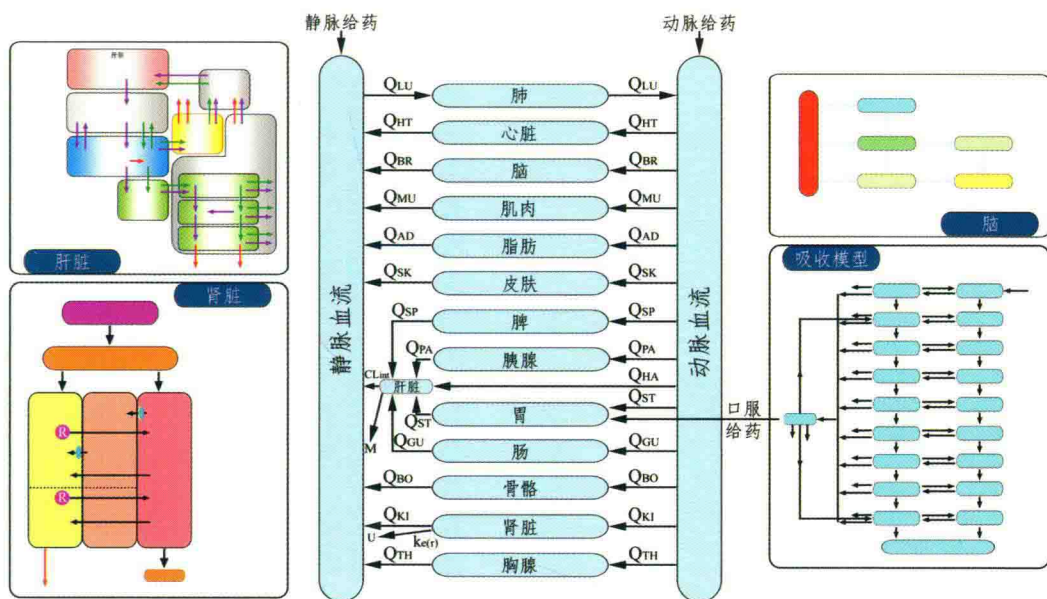 静脉给药
动脉给药
肝脏
肝脏
肾脏
R
R
静脉血流
动脉血流
QLU
肺
QLU
QHT
心脏
QHT
QBR
脑
QBR
QMU
肌肉
QMU
QAD
脂肪
QAD
QSK
皮肤
QSK
QSP
脾
QSP
QPA
胰腺
QPA
CLint
肝脏
QHA
QST
胃
QST
M
QGU
肠
QGU
QBO
骨骼
QBO
QKI
肾脏
QKI
U
ke(r)
QTH
胸腺
QTH
口服
给药
脑
吸收模型